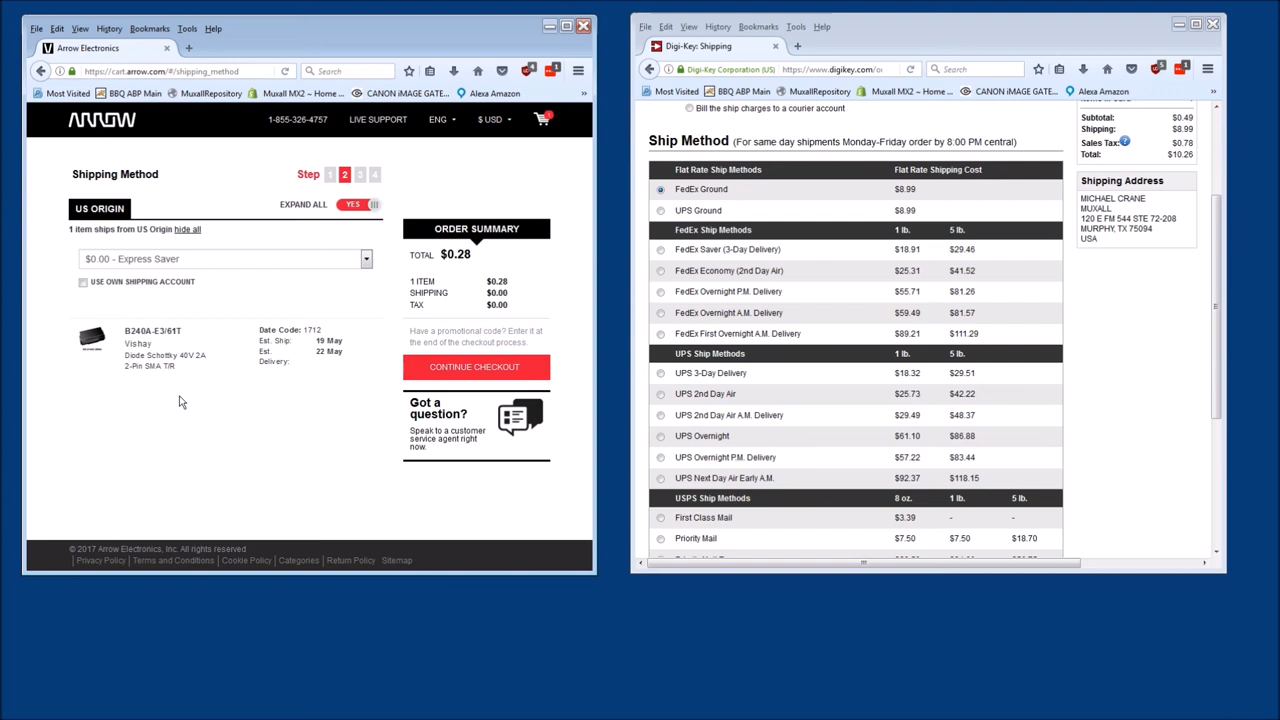 File Edit View History Bookmarks Tools Help
Arrow Electronics
https://cart.arrow.com/#/shipping_method
Search
4
1
Most Visited BBQ ABP Main MuxallRepository Muxall MX2 ~ Home ... CANON iMAGE GATE... Alexa Amazon »
ARROW
1-855-326-4757 LIVE SUPPORT ENG $ USD 1
Shipping Method
Step 1 2 3 4
EXPAND ALL YES
US ORIGIN
1 item ships from US Origin hide all
$0.00 - Express Saver
USE OWN SHIPPING ACCOUNT
B240A-E3/61T
Vishay
Diode Schottky 40V 2A
2-Pin SMA T/R
Date Code: 1712
Est. Ship: 19 May
Est. 22 May
Delivery:
ORDER SUMMARY
TOTAL $0.28
1 ITEM $0.28
SHIPPING $0.00
TAX $0.00
Have a promotional code? Enter it at
the end of the checkout process.
CONTINUE CHECKOUT
Got a
question?
Speak to a customer
service agent right
now.
© 2017 Arrow Electronics, Inc. All rights reserved
| Privacy Policy | Terms and Conditions | Cookie Policy | Categories | Return Policy | Sitemap
File Edit View History Bookmarks Tools Help
Digi-Key: Shipping
Digi-Key Corporation (US) https://www.digikey.com/o
Search
5
1
Most Visited BBQ ABP Main MuxallRepository Muxall MX2 ~ Home ... CANON iMAGE GATE... Alexa Amazon »
Bill the ship charges to a courier account
Ship Method (For same day shipments Monday-Friday order by 8:00 PM central)
Flat Rate Ship Methods Flat Rate Shipping Cost
FedEx Ground $8.99
UPS Ground $8.99
FedEx Ship Methods 1 lb. 5 lb.
FedEx Saver (3-Day Delivery) $18.91 $29.46
FedEx Economy (2nd Day Air) $25.31 $41.52
FedEx Overnight P.M. Delivery $55.71 $81.26
FedEx Overnight A.M. Delivery $59.49 $81.57
FedEx First Overnight A.M. Delivery $89.21 $111.29
UPS Ship Methods 1 lb. 5 lb.
UPS 3-Day Delivery $18.32 $29.51
UPS 2nd Day Air $25.73 $42.22
UPS 2nd Day Air A.M. Delivery $29.49 $48.37
UPS Overnight $61.10 $86.88
UPS Overnight P.M. Delivery $57.22 $83.44
UPS Next Day Air Early A.M. $92.37 $118.15
USPS Ship Methods 8 oz. 1 lb. 5 lb.
First Class Mail $3.39 - -
Priority Mail $7.50 $7.50 $18.70
Subtotal: $0.49
Shipping: $8.99
Sales Tax: ? $0.78
Total: $10.26
Shipping Address
MICHAEL CRANE
MUXALL
120 E FM 544 STE 72-208
MURPHY, TX 75094
USA